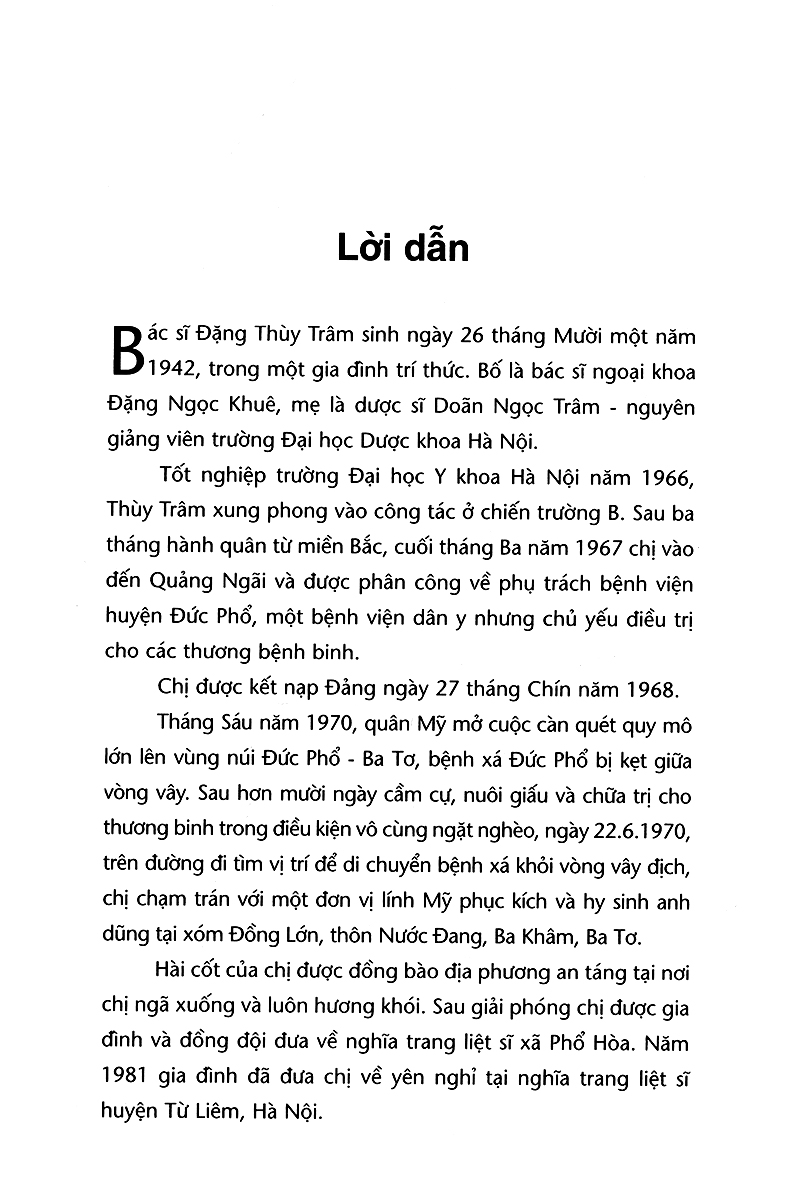 Lời dẫn
Bác sĩ Đặng Thùy Trâm sinh ngày 26 tháng Mười một năm
1942, trong một gia đình trí thức. Bố là bác sĩ ngoại khoa
Đặng Ngọc Khuê, mẹ là dược sĩ Doãn Ngọc Trâm - nguyên
giảng viên trường Đại học Dược khoa Hà Nội.
Tốt nghiệp trường Đại học Y khoa Hà Nội năm 1966,
Thùy Trâm xung phong vào công tác ở chiến trường B. Sau ba
tháng hành quân từ miền Bắc, cuối tháng Ba năm 1967 chị vào
đến Quảng Ngãi và được phân công về phụ trách bệnh viện
huyện Đức Phổ, một bệnh viện dân y nhưng chủ yếu điều trị
cho các thương bệnh binh.
Chị được kết nạp Đảng ngày 27 tháng Chín năm 1968.
Tháng Sáu năm 1970, quân Mỹ mở cuộc càn quét quy mô
lớn lên vùng núi Đức Phổ - Ba Tơ, bệnh xá Đức Phổ bị kẹt giữa
vòng vây. Sau hơn mười ngày cầm cự, nuôi giấu và chữa trị cho
thương binh trong điều kiện vô cùng ngặt nghèo, ngày 22.6.1970,
trên đường đi tìm vị trí để di chuyển bệnh xá khỏi vòng vây địch,
chị chạm trán với một đơn vị lính Mỹ phục kích và hy sinh anh
dũng tại xóm Đồng Lớn, thôn Nước Đang, Ba Khâm, Ba Tơ.
Hài cốt của chị được đồng bào địa phương an táng tại nơi
chị ngã xuống và luôn hương khói. Sau giải phóng chị được gia
đình và đồng đội đưa về nghĩa trang liệt sĩ xã Phổ Hòa. Năm
1981 gia đình đã đưa chị về yên nghỉ tại nghĩa trang liệt sĩ
huyện Từ Liêm, Hà Nội.